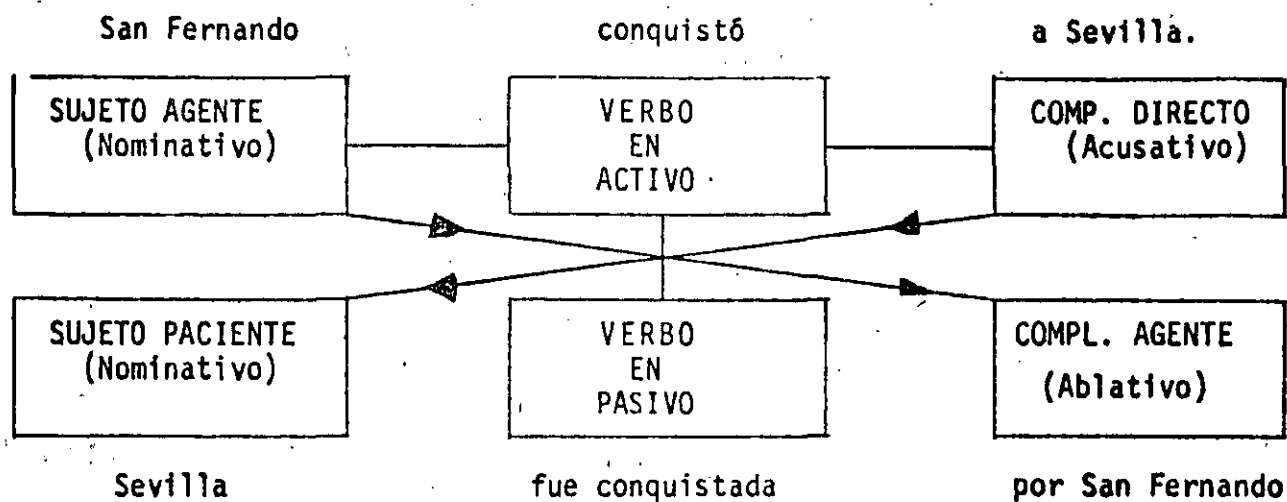 San Fernando conquistó a Sevilla.
SUJETO AGENTE
(Nominativo)
VERBO
EN
ACTIVO
COMP. DIRECTO
(Acusativo)
SUJETO PACIENTE
(Nominativo)
VERBO
EN
PASIVO
COMPL. AGENTE
(Ablativo)
Sevilla fue conquistada por San Fernando